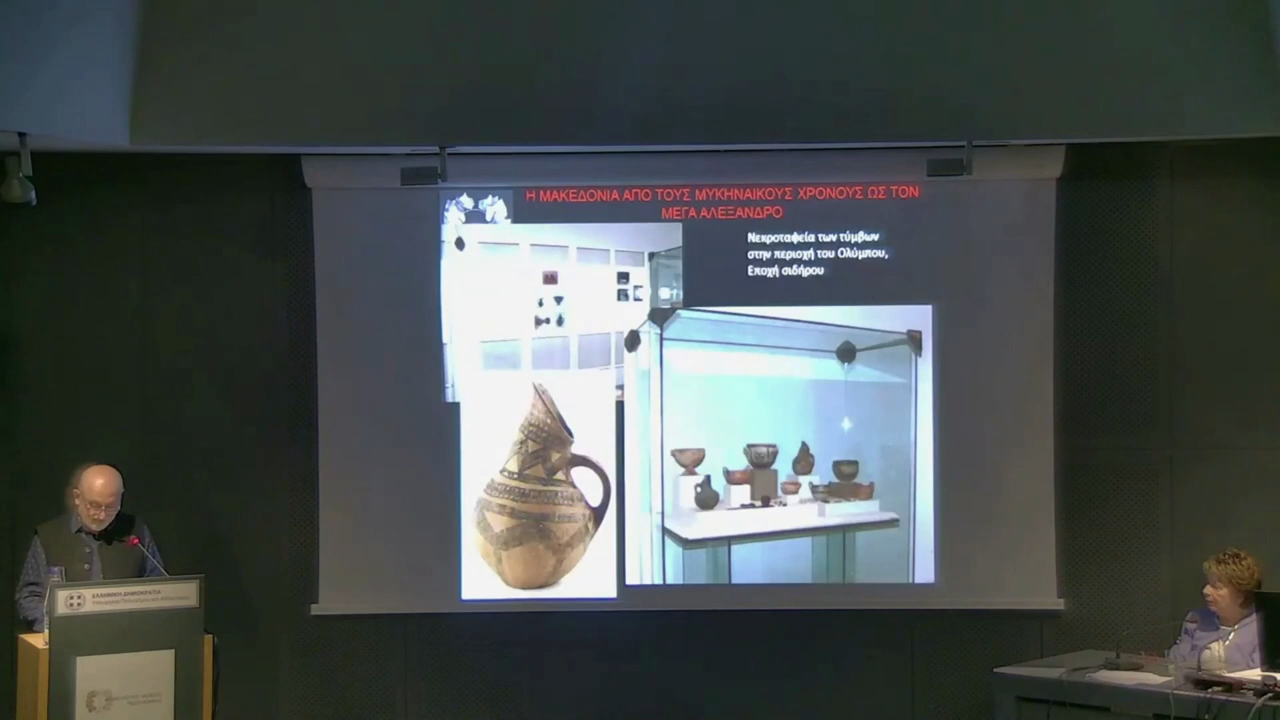 Η ΜΑΚΕΔΟΝΙΑ ΑΠΟ ΤΟΥΣ ΜΥΚΗΝΑΙΚΟΥΣ ΧΡΟΝΟΥΣ ΩΣ ΤΟΝ
ΜΕΓΑ ΑΛΕΞΑΝΔΡΟ
Νεκροταφεία των τύμβων
στην περιοχή του Ολύμπου,
Εποχή σιδήρου
ΕΛΛΗΝΙΚΗ ΔΗΜΟΚΡΑΤΙΑ